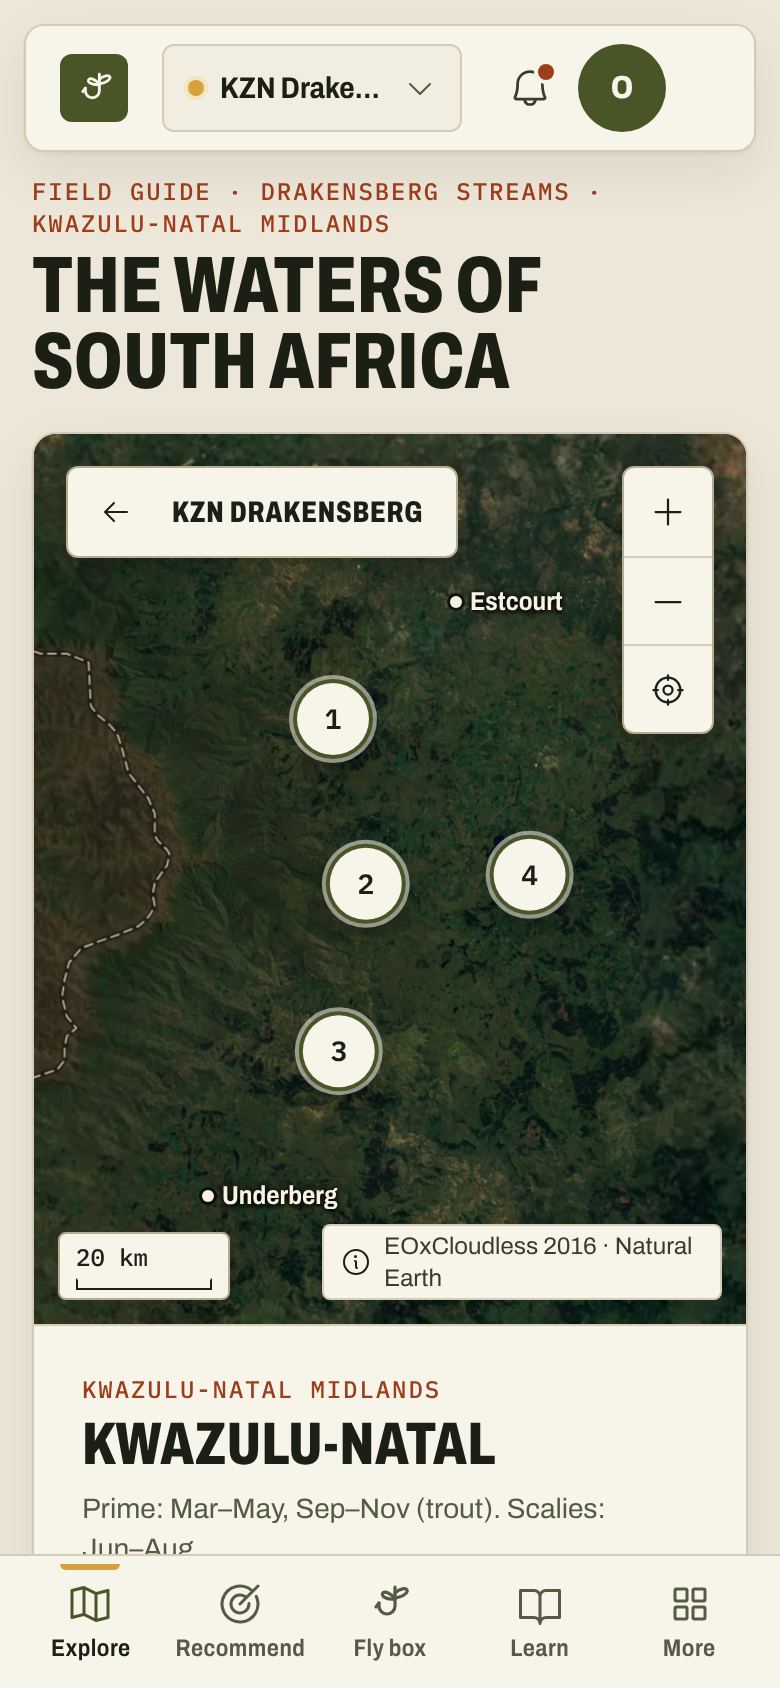 KZN Drake...
O
FIELD GUIDE · DRAKENSBERG STREAMS ·
KWAZULU-NATAL MIDLANDS
THE WATERS OF
SOUTH AFRICA
KZN DRAKENSBERG
Estcourt
1
2
4
3
Underberg
20 km
EOxCloudless 2016 · Natural
Earth
KWAZULU-NATAL MIDLANDS
KWAZULU-NATAL
Prime: Mar–May, Sep–Nov (trout). Scalies:
Jun–Aug
Explore
Recommend
Fly box
Learn
More